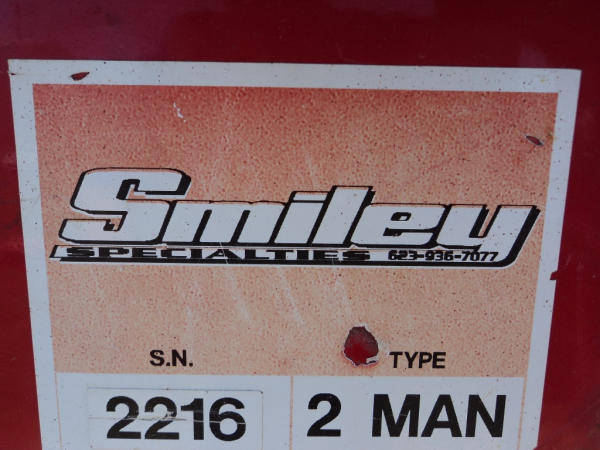 Smiley
SPECIALTIES 623-936-7077
S.N. TYPE
2216 2 MAN